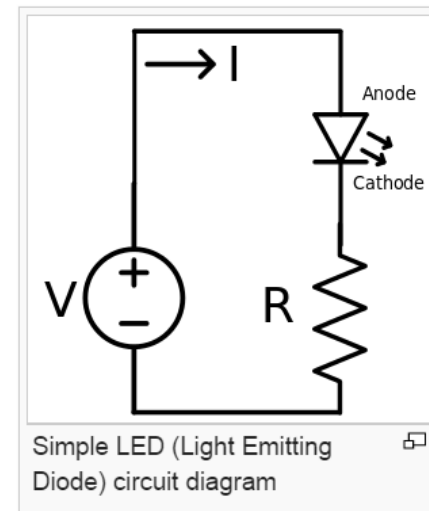 I
Anode
Cathode
+
V
−
R
Simple LED (Light Emitting
Diode) circuit diagram